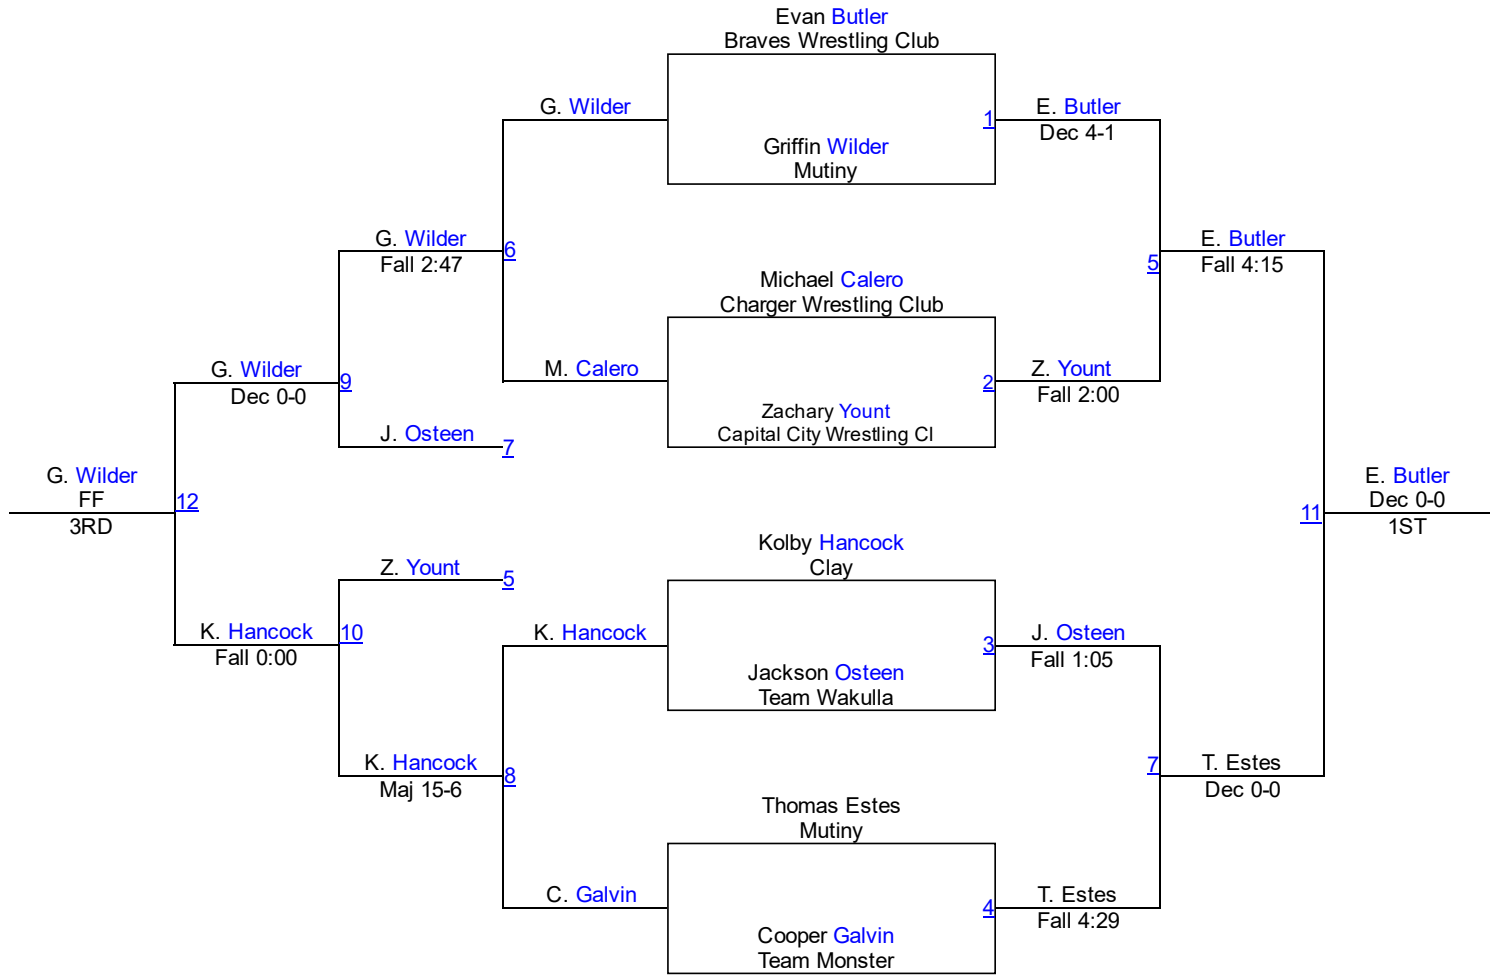 Evan Butler
Braves Wrestling Club
G. Wilder
1
E. Butler
Dec 4-1
Griffin Wilder
Mutiny
G. Wilder
Fall 2:47
6
E. Butler
Fall 4:15
5
Michael Calero
Charger Wrestling Club
G. Wilder
Dec 0-0
9
M. Calero
2
Z. Yount
Fall 2:00
Zachary Yount
Capital City Wrestling Cl
J. Osteen
7
G. Wilder
FF
3RD
12
11
E. Butler
Dec 0-0
1ST
Kolby Hancock
Clay
Z. Yount
5
K. Hancock
Fall 0:00
10
K. Hancock
3
J. Osteen
Fall 1:05
Jackson Osteen
Team Wakulla
K. Hancock
Maj 15-6
8
7
T. Estes
Dec 0-0
Thomas Estes
Mutiny
C. Galvin
4
T. Estes
Fall 4:29
Cooper Galvin
Team Monster